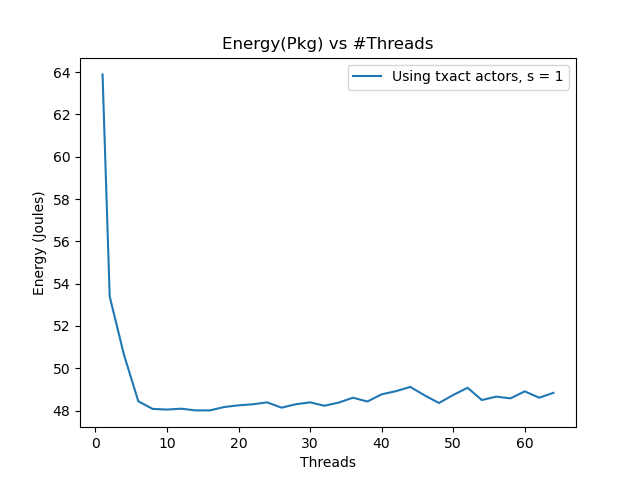 Energy(Pkg) vs #Threads
Using txact actors, s = 1
Energy (Joules)
64
62
60
58
56
54
52
50
48
0 10 20 30 40 50 60
Threads